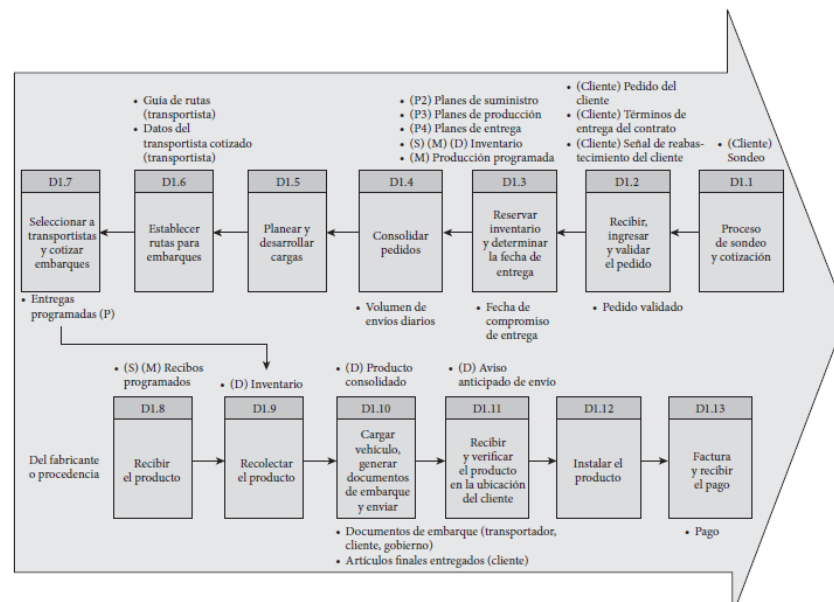 • Guía de rutas
(transportista)
• Datos del
transportista cotizado
(transportista)
• (P2) Planes de suministro
• (P3) Planes de producción
• (P4) Planes de entrega
• (S) (M) (D) Inventario
• (M) Producción programada
• (Cliente) Pedido del
cliente
• (Cliente) Términos de
entrega del contrato
• (Cliente) Señal de reabas-
tecimiento del cliente
• (Cliente)
Sondeo
D1.7
Seleccionar a
transportistas
y cotizar
embarques
D1.6
Establecer
rutas para
embarques
D1.5
Planear y
desarrollar
cargas
D1.4
Consolidar
pedidos
D1.3
Reservar
inventario
y determinar
la fecha de
entrega
D1.2
Recibir,
ingresar
y validar
el pedido
D1.1
Proceso
de sondeo
y cotización
• Entregas
programadas (P)
• Volumen de
envíos diarios
• Fecha de
compromiso
de entrega
• Pedido validado
• (S) (M) Recibos
programados
• (D) Inventario
• (D) Producto
consolidado
• (D) Aviso
anticipado de envío
Del fabricante
o procedencia
D1.8
Recibir
el producto
D1.9
Recolectar
el producto
D1.10
Cargar
vehículo,
generar
documentos
de embarque
y enviar
D1.11
Recibir
y verificar
el producto
en la ubicación
del cliente
D1.12
Instalar el
producto
D1.13
Factura
y recibir
el pago
• Documentos de embarque (transportador,
cliente, gobierno)
• Artículos finales entregados (cliente)
• Pago